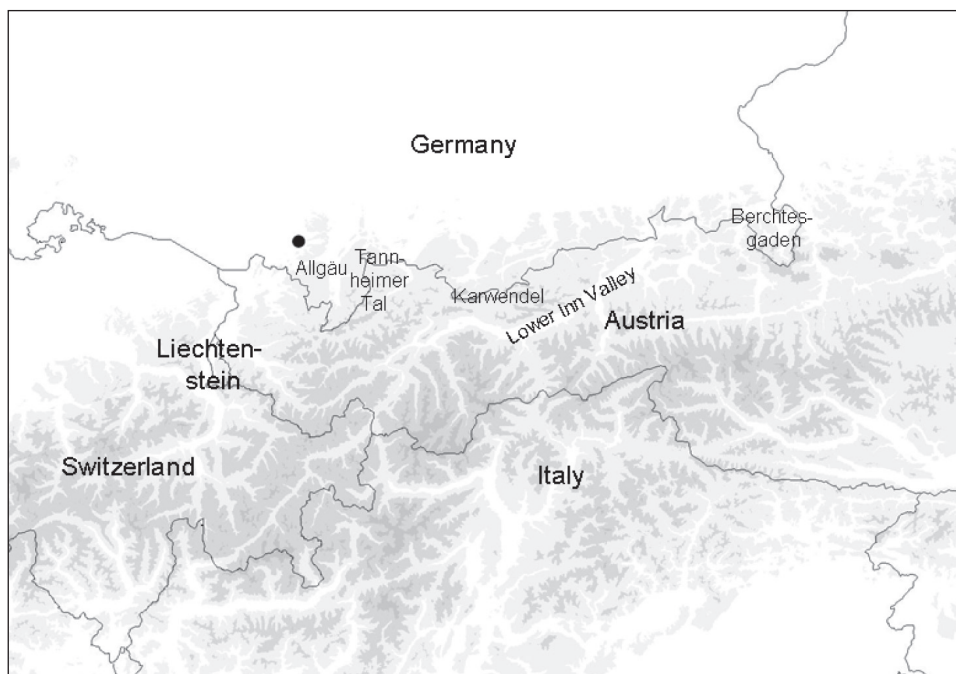 Germany
Berchtes-
gaden
Allgäu
Tann-
heimer
Tal
Karwendel
Lower Inn Valley
Austria
Liechten-
stein
Switzerland
Italy